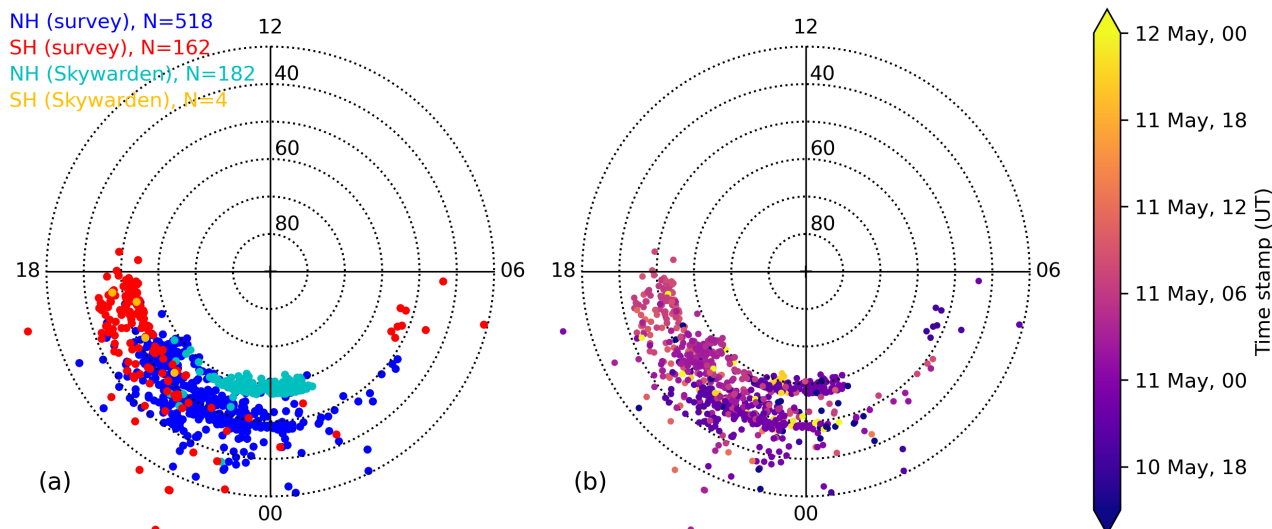 NH (survey), N=518
SH (survey), N=162
NH (Skywarden), N=182
SH (Skywarden), N=4
12
40
60
80
18
06
00
(a)
12
40
60
80
18
06
00
(b)
12 May, 00
11 May, 18
11 May, 12
11 May, 06
11 May, 00
10 May, 18
Time stamp (UT)